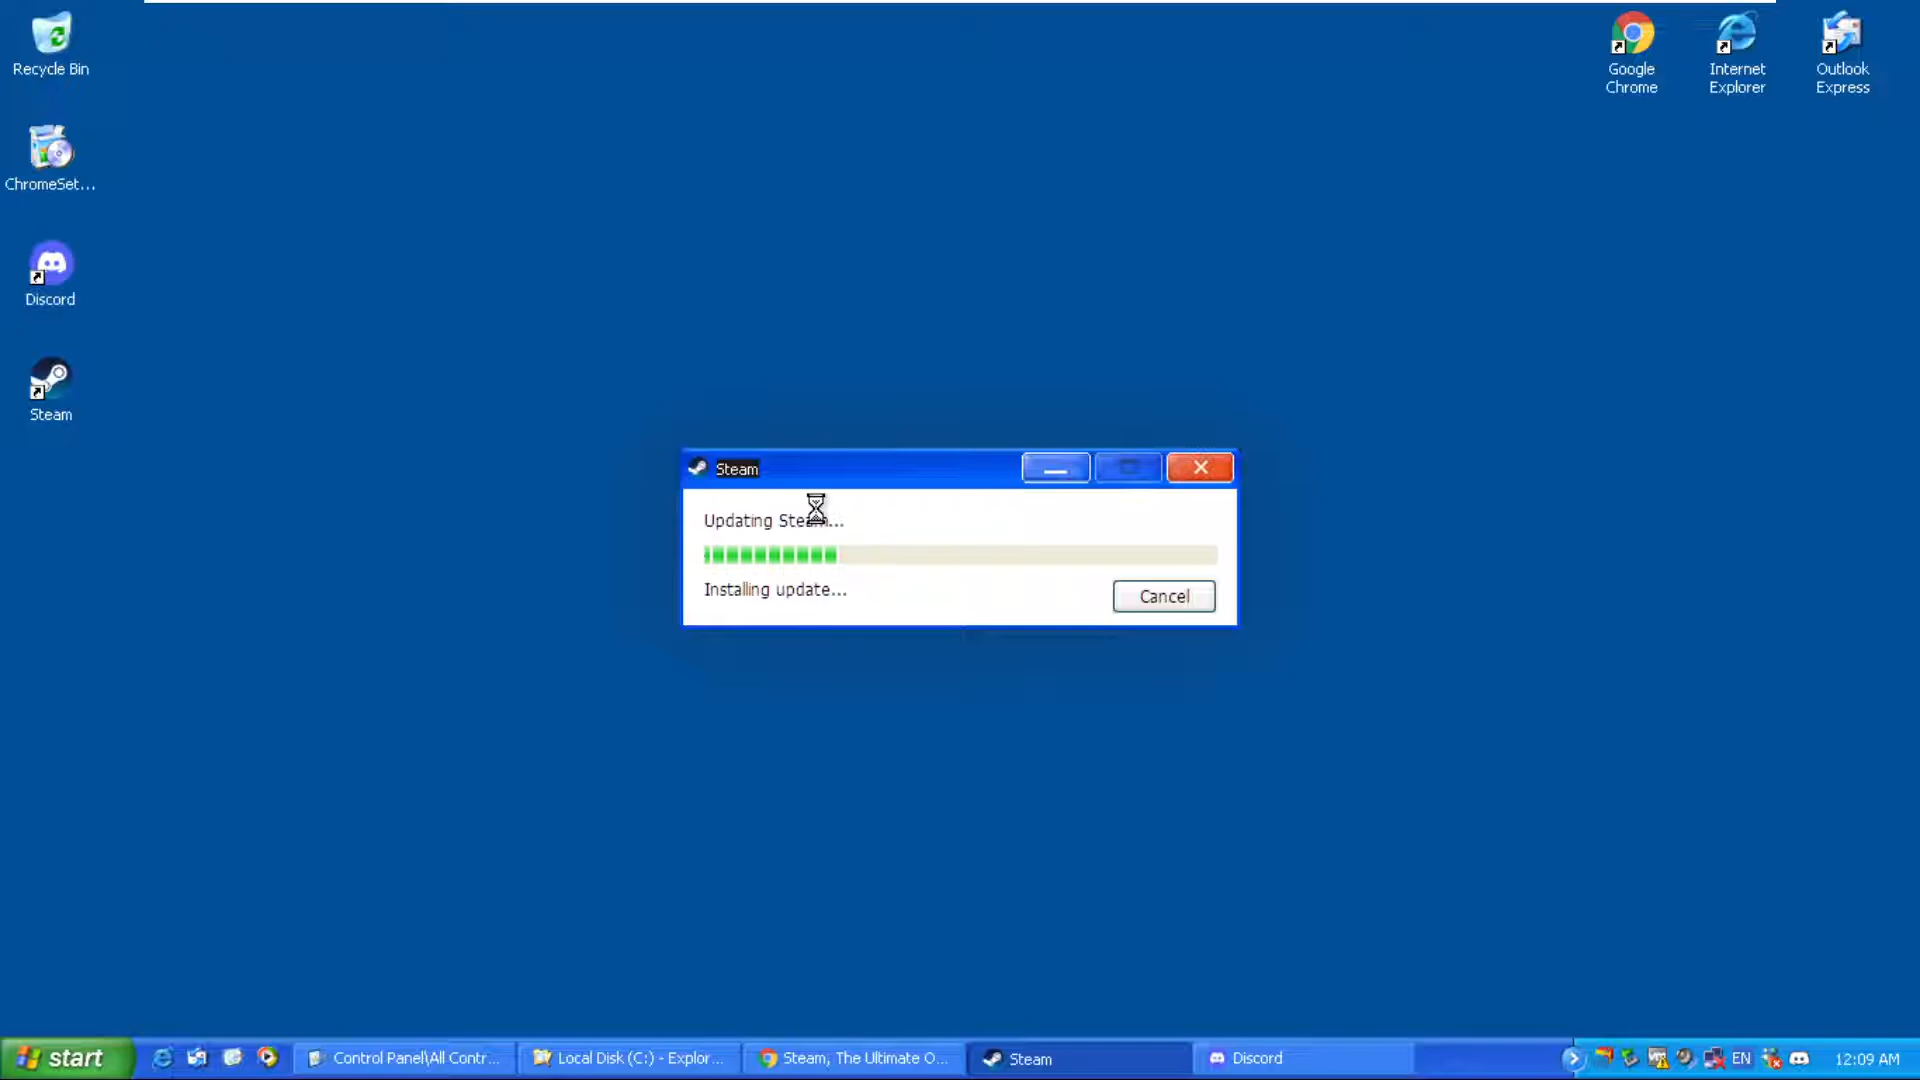 Recycle Bin
ChromeSet...
Discord
Steam
Google
Chrome
Internet
Explorer
Outlook
Express
Steam
Updating Steam...
Installing update...
Cancel
start
Control Panel\All Contr...
Local Disk (C:) - Explor...
Steam, The Ultimate O...
Steam
Discord
EN
12:09 AM